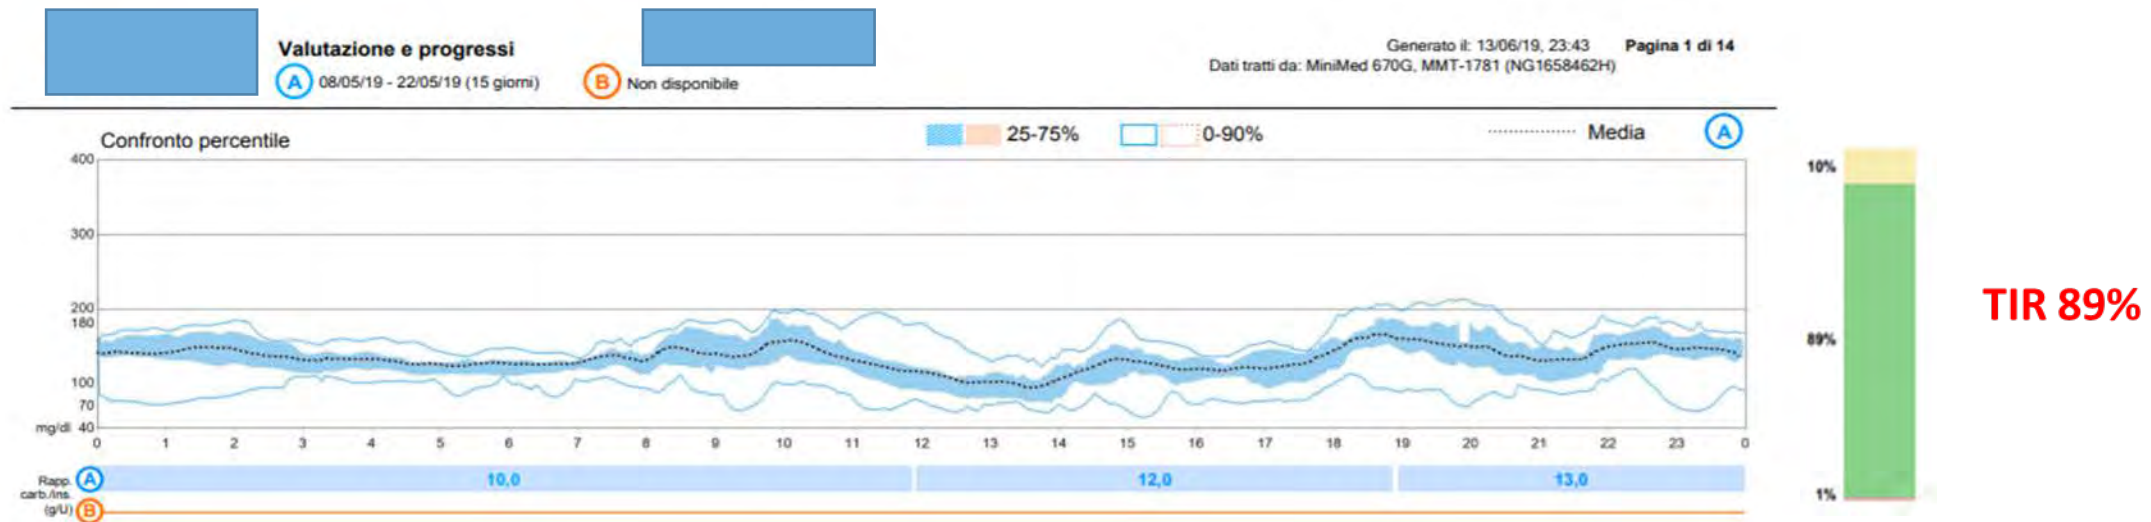 Valutazione e progressi
A 08/05/19 - 22/05/19 (15 giorni)
B Non disponibile
Generato il: 13/06/19, 23:43 Pagina 1 di 14
Dati tratti da: MiniMed 670G, MMT-1781 (NG1658462H)
Confronto percentile
25-75%
0-90%
Media
A
400
300
200
180
100
70
mg/dl 40
0 1 2 3 4 5 6 7 8 9 10 11 12 13 14 15 16 17 18 19 20 21 22 23 0
Rapp. A
carb./ins.
(g/U) B
10,0 12,0 13,0
10%
89%
1%
TIR 89%